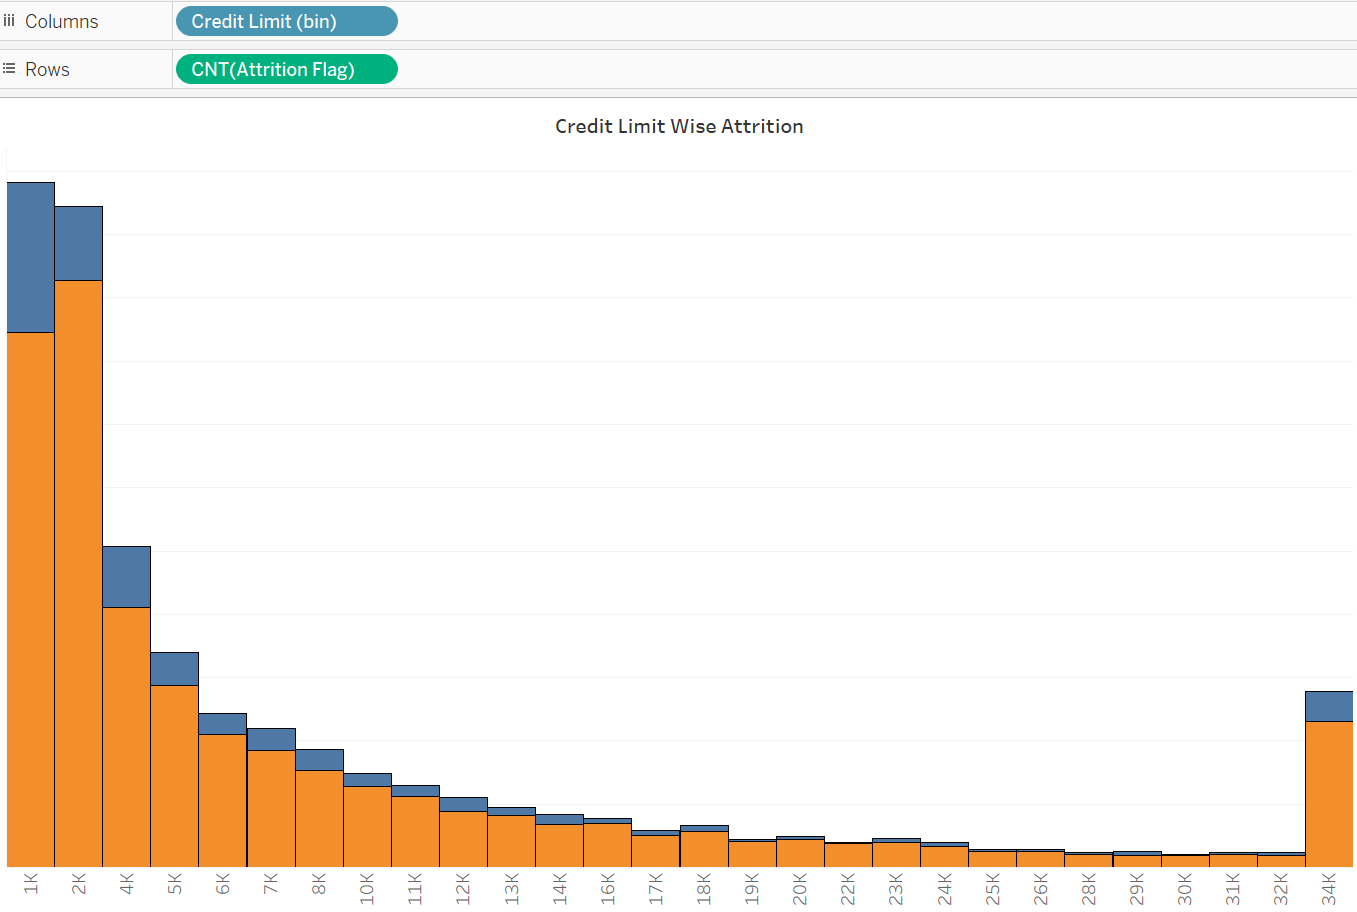 Columns
Credit Limit (bin)
Rows
CNT(Attrition Flag)
Credit Limit Wise Attrition
1K
2K
4K
5K
6K
7K
8K
10K
11K
12K
13K
14K
16K
17K
18K
19K
20K
22K
23K
24K
25K
26K
28K
29K
30K
31K
32K
34K